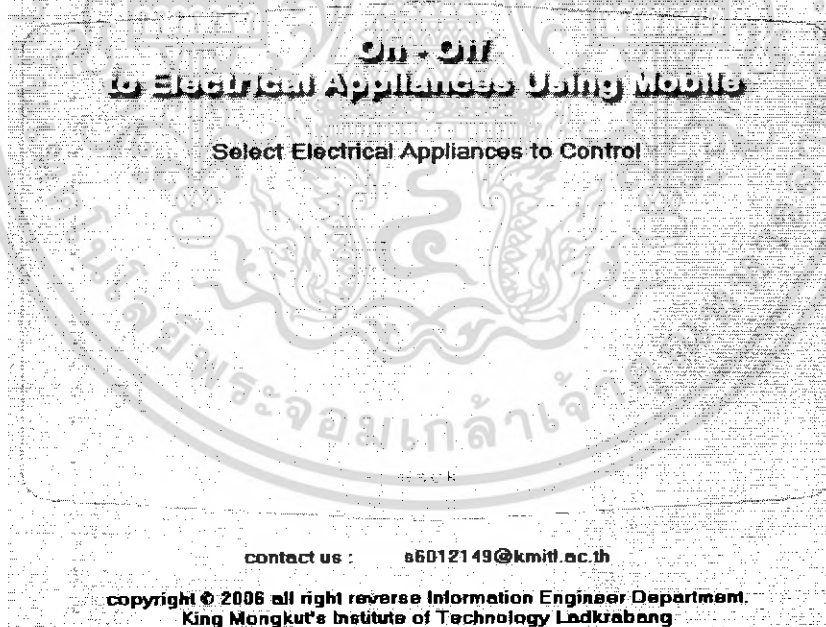 On - Off
to Electrical Appliances Using Mobile
Select Electrical Appliances to Control
contact us : s6012149@kmitl.ac.th
copyright © 2006 all right reverse Information Engineer Department,
King Mongkut's Institute of Technology Ladkrabang